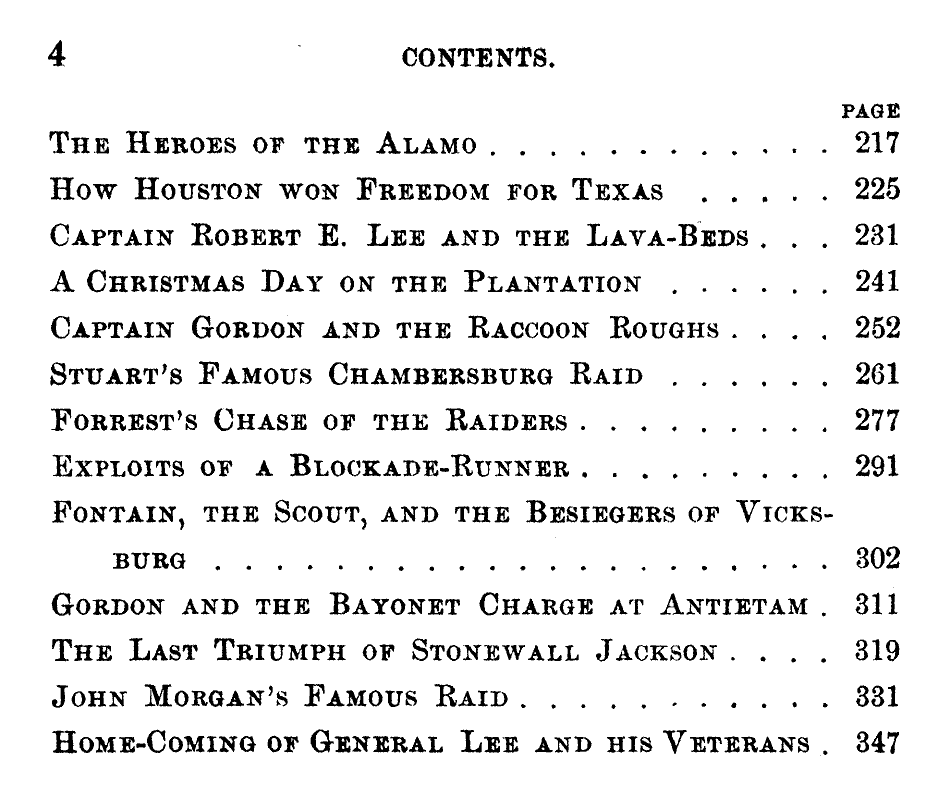 4 CONTENTS.
PAGE
THE HEROES OF THE ALAMO . . . . . . . . . . . . 217
HOW HOUSTON WON FREEDOM FOR TEXAS . . . . . 225
CAPTAIN ROBERT E. LEE AND THE LAVA-BEDS . . . 231
A CHRISTMAS DAY ON THE PLANTATION . . . . . . 241
CAPTAIN GORDON AND THE RACCOON ROUGHS . . . . 252
STUART'S FAMOUS CHAMBERSBURG RAID . . . . . . 261
FORREST'S CHASE OF THE RAIDERS . . . . . . . . . 277
EXPLOITS OF A BLOCKADE-RUNNER . . . . . . . . . 291
FONTAIN, THE SCOUT, AND THE BESIEGERS OF VICKS-
BURG . . . . . . . . . . . . . . . . . . . . . 302
GORDON AND THE BAYONET CHARGE AT ANTIETAM . 311
THE LAST TRIUMPH OF STONEWALL JACKSON . . . . 319
JOHN MORGAN'S FAMOUS RAID . . . . . . . . . . . 331
HOME-COMING OF GENERAL LEE AND HIS VETERANS . 347